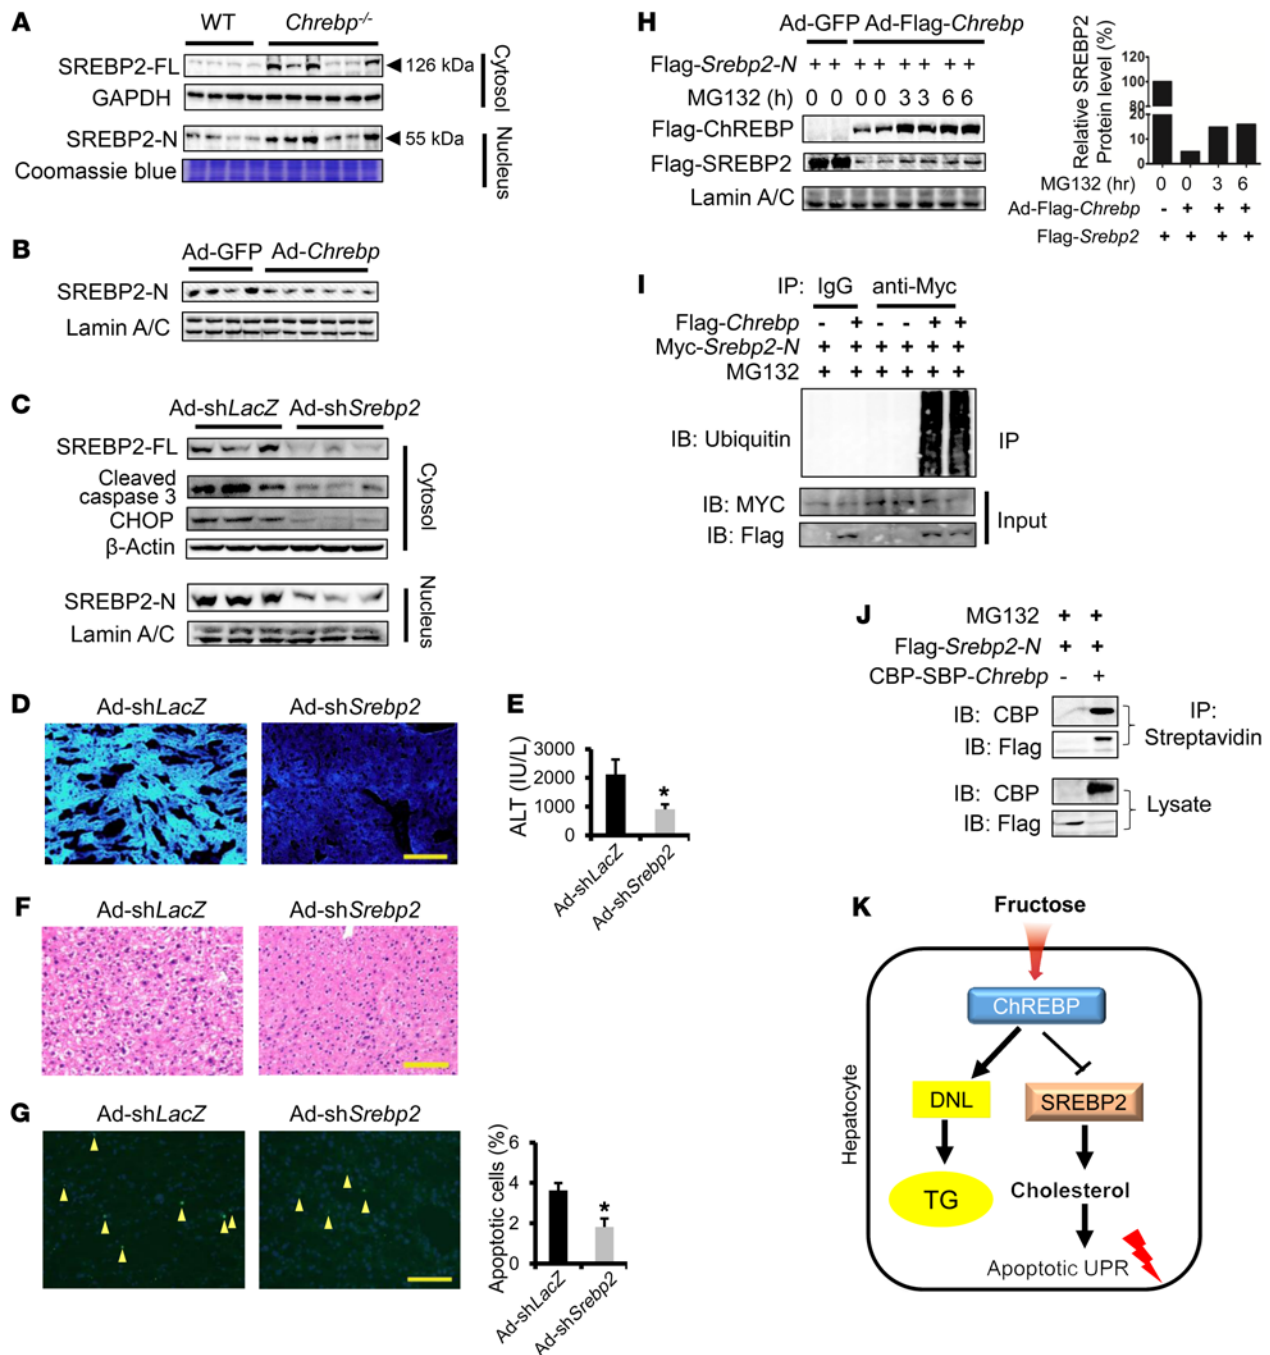 A
WT Chrebp-/-
SREBP2-FL 126 kDa
GAPDH
Cytosol
SREBP2-N 55 kDa
Coomassie blue
Nucleus
B
Ad-GFP Ad-Chrebp
SREBP2-N
Lamin A/C
C
Ad-shLacZ Ad-shSrebp2
SREBP2-FL
Cleaved
caspase 3
CHOP
β-Actin
Cytosol
SREBP2-N
Lamin A/C
Nucleus
D
Ad-shLacZ Ad-shSrebp2
E
ALT (IU/L)
3000
2000
1000
0
*
Ad-shLacZ
Ad-shSrebp2
F
Ad-shLacZ Ad-shSrebp2
G
Ad-shLacZ Ad-shSrebp2
Apoptotic cells (%)
6
4
2
0
*
Ad-shLacZ
Ad-shSrebp2
H
Ad-GFP Ad-Flag-Chrebp
Flag-Srebp2-N + + + + + + + +
MG132 (h) 0 0 0 0 3 3 6 6
Flag-ChREBP
Flag-SREBP2
Lamin A/C
Relative SREBP2
Protein level (%)
120
100
80
20
10
0
MG132 (hr) 0 0 3 6
Ad-Flag-Chrebp - + + +
Flag-Srebp2 + + + +
I
IP: IgG anti-Myc
Flag-Chrebp - + - - + +
Myc-Srebp2-N + + + + + +
MG132 + + + + + +
IB: Ubiquitin IP
IB: MYC
IB: Flag
Input
J
MG132 + +
Flag-Srebp2-N + +
CBP-SBP-Chrebp - +
IB: CBP
IB: Flag
IP:
Streptavidin
IB: CBP
IB: Flag
Lysate
K
Fructose
ChREBP
DNL SREBP2
TG Cholesterol
Apoptotic UPR
Hepatocyte